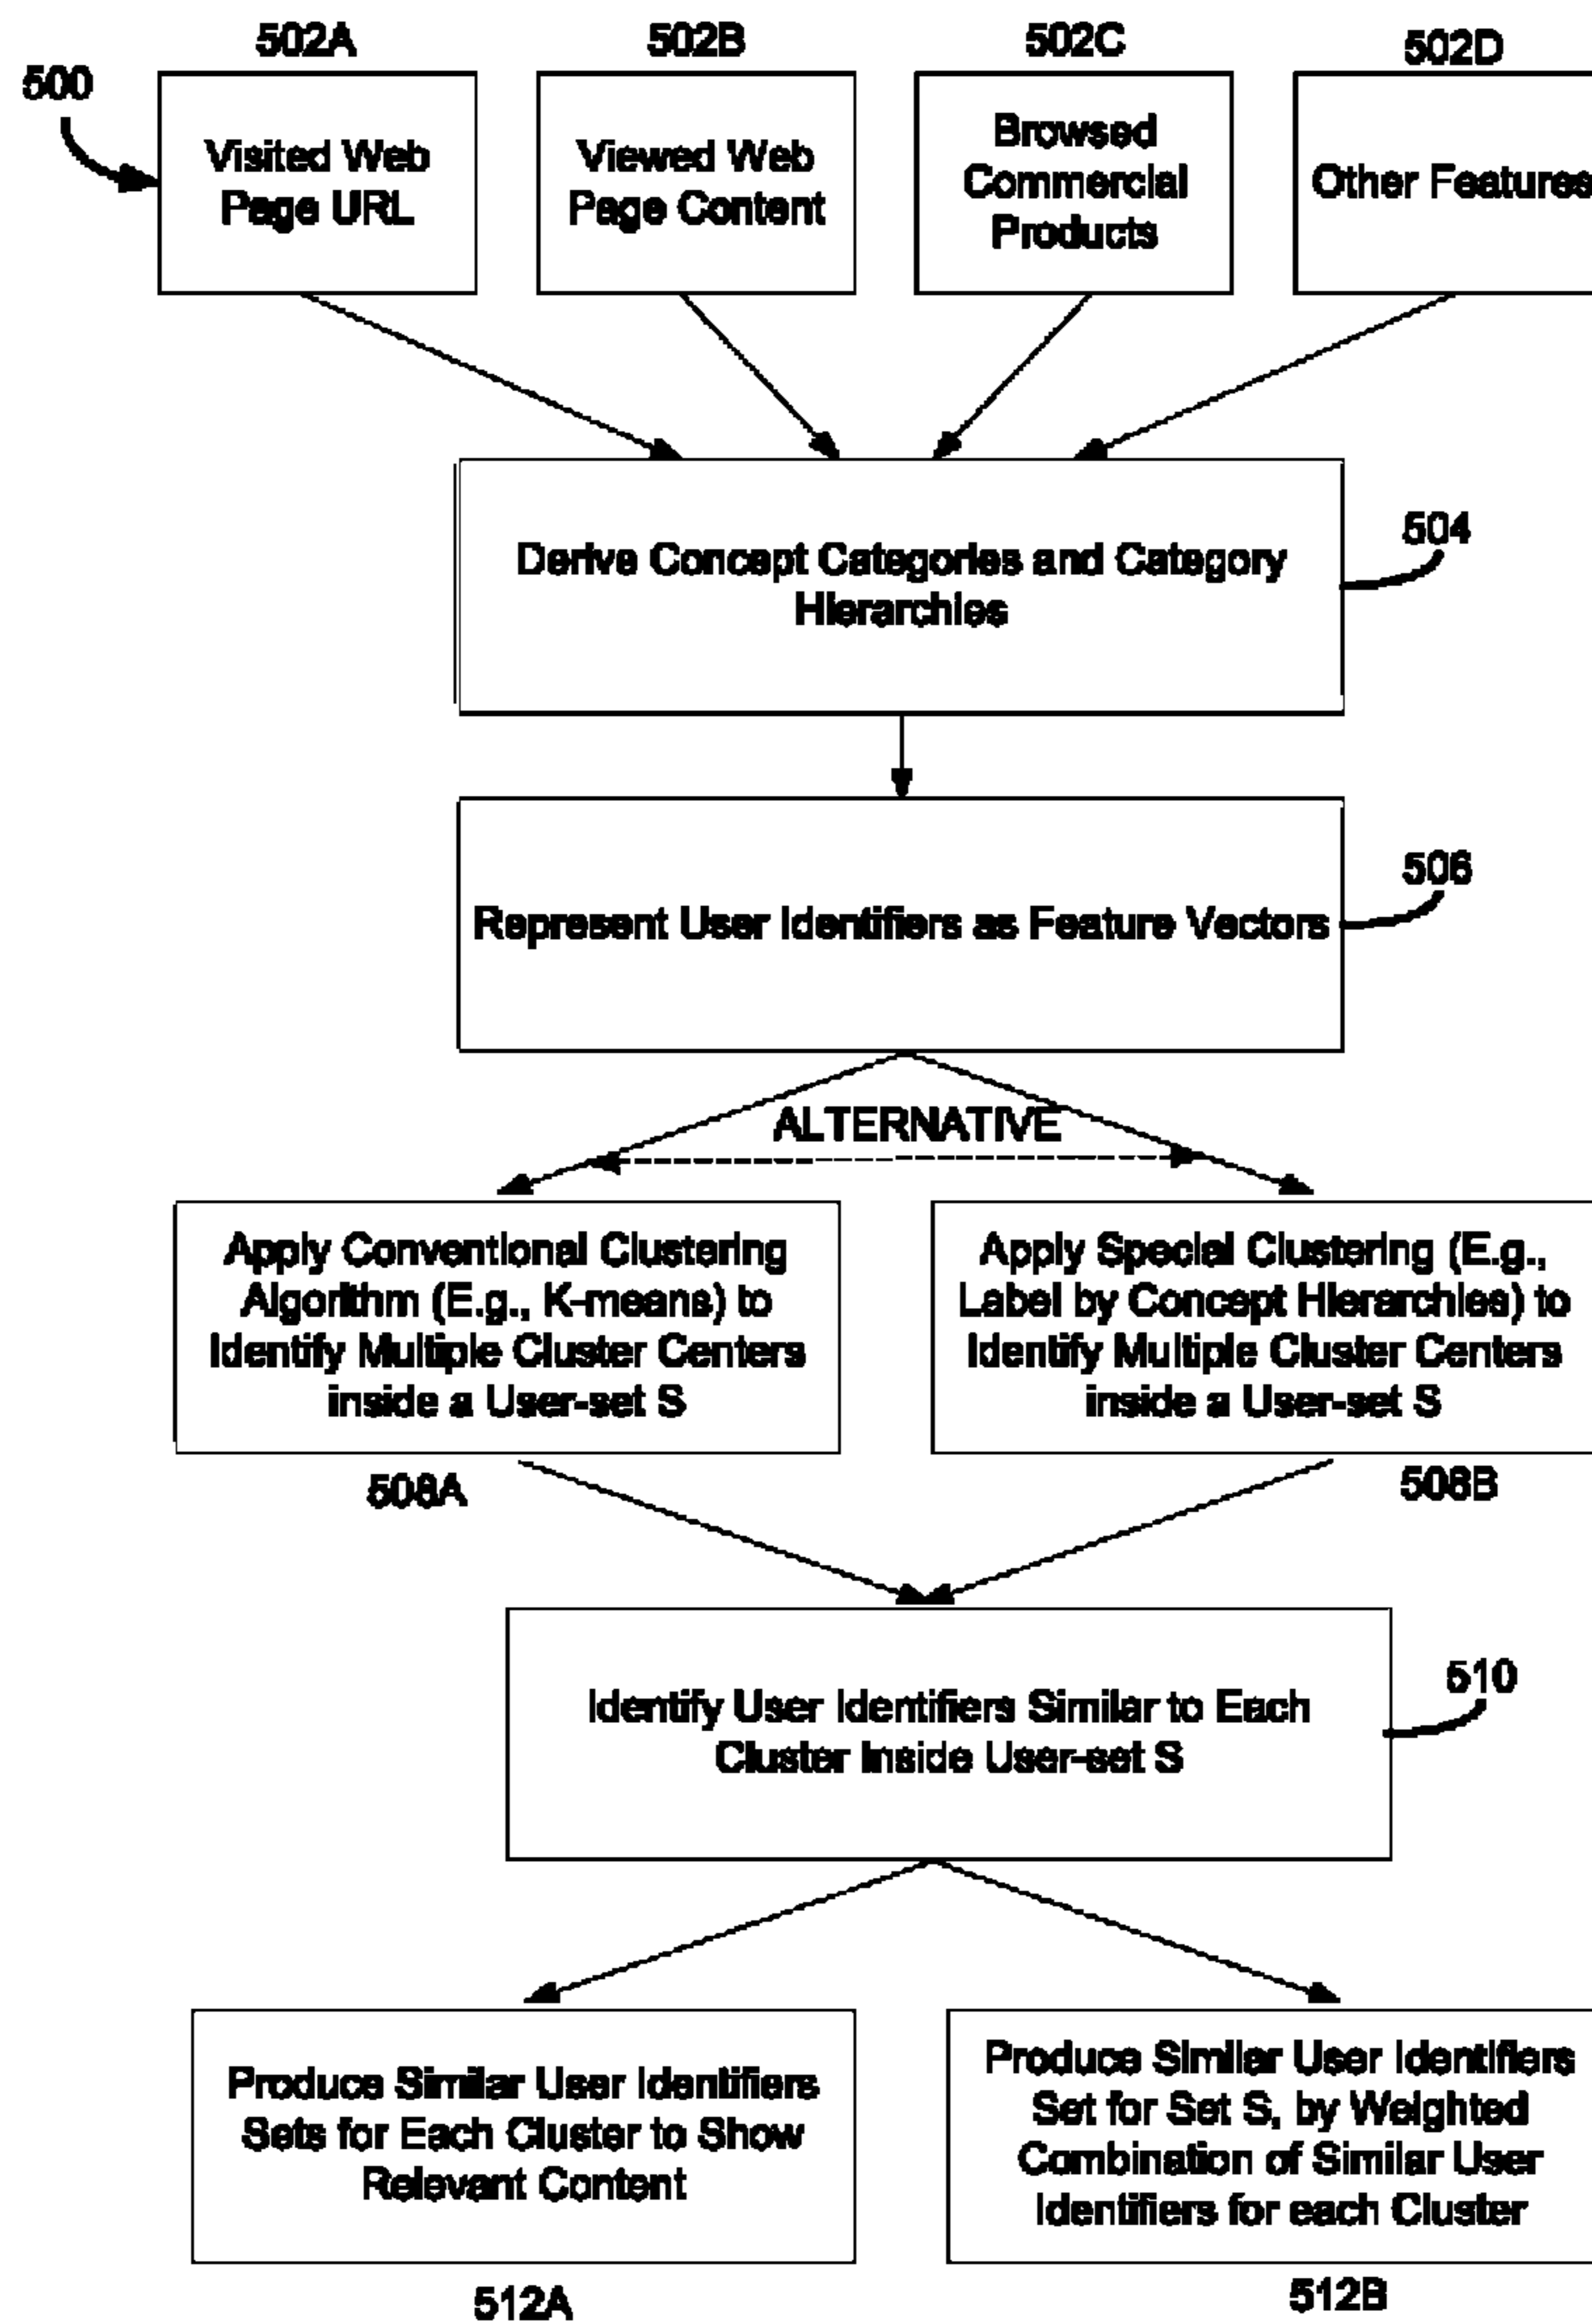 502A
502B
502C
502D
500
Visited Web
Page URL
Viewed Web
Page Content
Browsed
Commercial
Products
Other Features
Derive Concept Categories and Category
Hierarchies
504
Represent User Identifiers as Feature Vectors
506
ALTERNATIVE
Apply Conventional Clustering
Algorithm (E.g., K-means) to
Identify Multiple Cluster Centers
inside a User-set S
Apply Special Clustering (E.g.,
Label by Concept Hierarchies) to
Identify Multiple Cluster Centers
inside a User-set S
508A
508B
Identify User Identifiers Similar to Each
Cluster Inside User-set S
510
Produce Similar User Identifiers
Sets for Each Cluster to Show
Relevant Content
Produce Similar User Identifiers
Set for Set S, by Weighted
Combination of Similar User
Identifiers for each Cluster
512A
512B